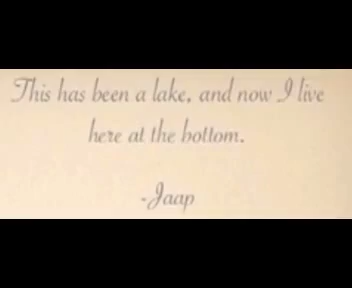 This has been a lake, and now I live
here at the bottom.
-Jaap